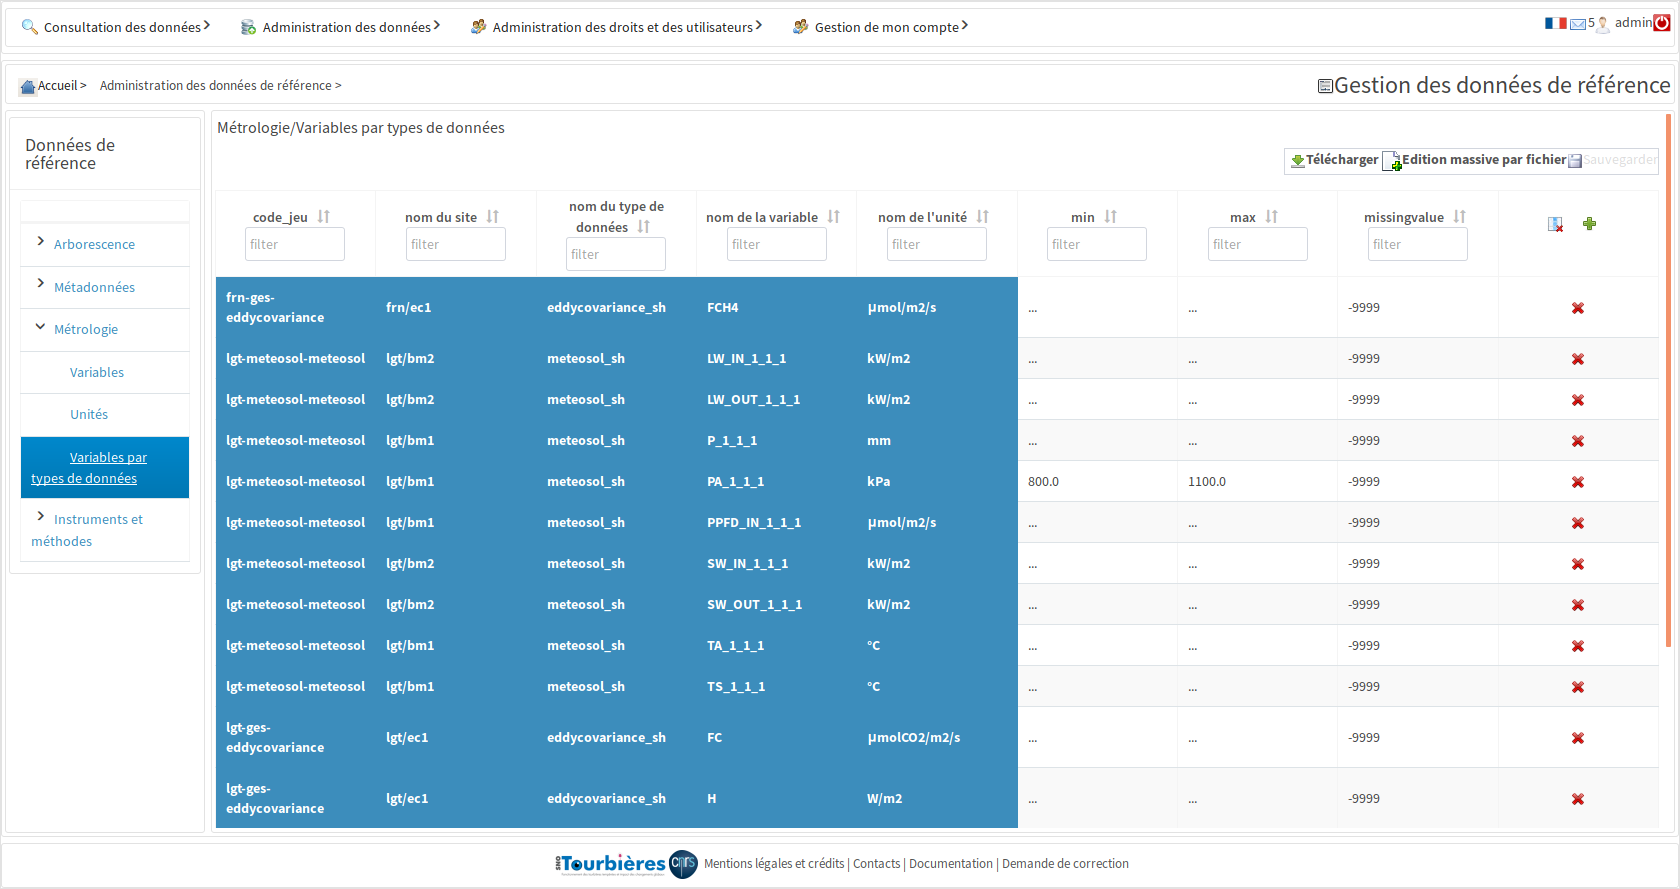 Consultation des données Administration des données Administration des droits et des utilisateurs Gestion de mon compte 5 admin
Accueil > Administration des données de référence > Gestion des données de référence
Données de
référence
Arborescence
Métadonnées
Métrologie
Variables
Unités
Variables par
types de données
Instruments et
méthodes
Métrologie/Variables par types de données
Télécharger Edition massive par fichier Sauvegarder
code_jeu nom du site nom du type de données nom de la variable nom de l'unité min max missingvalue
filter filter filter filter filter filter filter filter
frn-ges-eddycovariance frn/ec1 eddycovariance_sh FCH4 µmol/m2/s ... ... -9999
lgt-meteosol-meteosol lgt/bm2 meteosol_sh LW_IN_1_1_1 kW/m2 ... ... -9999
lgt-meteosol-meteosol lgt/bm2 meteosol_sh LW_OUT_1_1_1 kW/m2 ... ... -9999
lgt-meteosol-meteosol lgt/bm1 meteosol_sh P_1_1_1 mm ... ... -9999
lgt-meteosol-meteosol lgt/bm1 meteosol_sh PA_1_1_1 kPa 800.0 1100.0 -9999
lgt-meteosol-meteosol lgt/bm1 meteosol_sh PPFD_IN_1_1_1 µmol/m2/s ... ... -9999
lgt-meteosol-meteosol lgt/bm2 meteosol_sh SW_IN_1_1_1 kW/m2 ... ... -9999
lgt-meteosol-meteosol lgt/bm2 meteosol_sh SW_OUT_1_1_1 kW/m2 ... ... -9999
lgt-meteosol-meteosol lgt/bm1 meteosol_sh TA_1_1_1 °C ... ... -9999
lgt-meteosol-meteosol lgt/bm1 meteosol_sh TS_1_1_1 °C ... ... -9999
lgt-ges-eddycovariance lgt/ec1 eddycovariance_sh FC µmolCO2/m2/s ... ... -9999
lgt-ges-eddycovariance lgt/ec1 eddycovariance_sh H W/m2 ... ... -9999
SNO Tourbières cnrs Mentions légales et crédits | Contacts | Documentation | Demande de correction